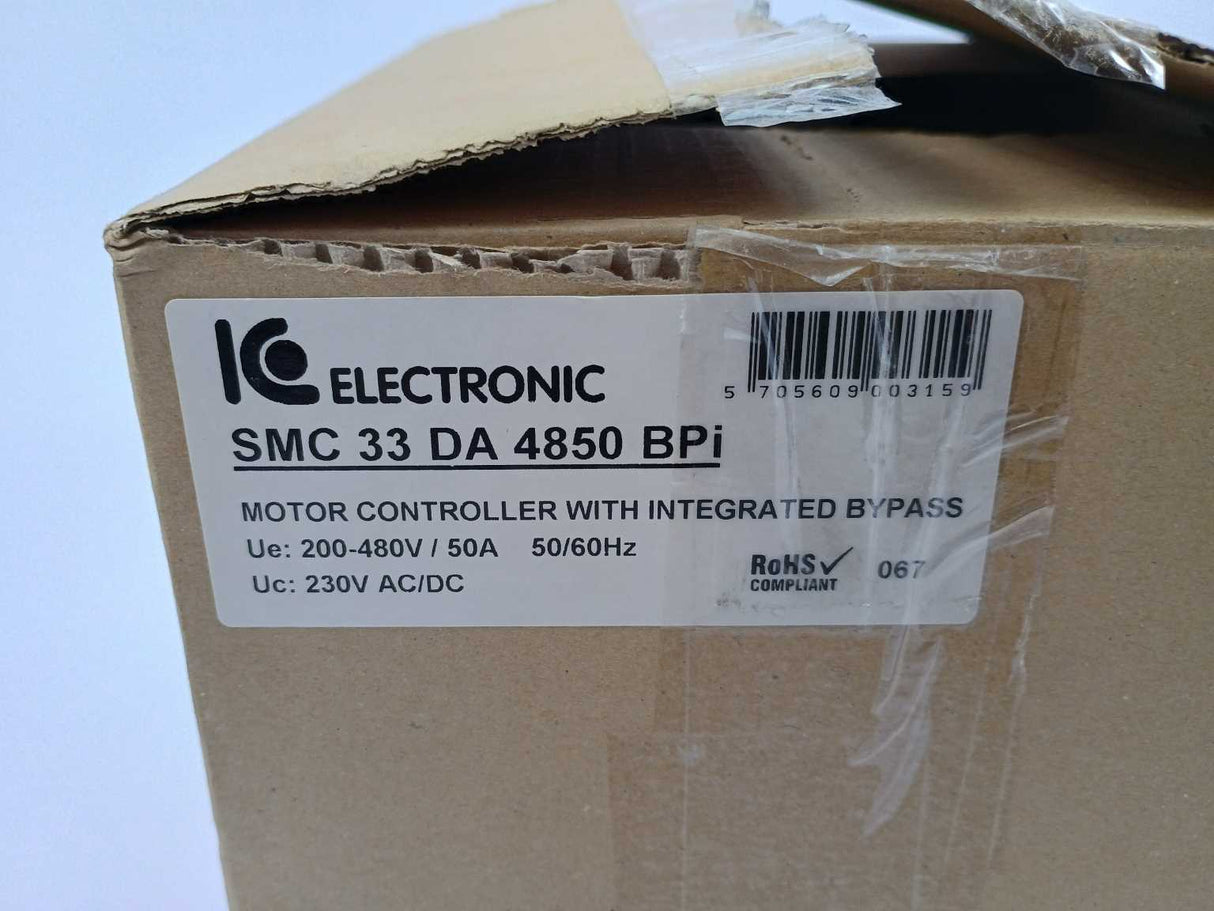 IC ELECTRONIC
5 705609 003159
SMC 33 DA 4850 BPi
MOTOR CONTROLLER WITH INTEGRATED BYPASS
Ue: 200-480V / 50A 50/60Hz
Uc: 230V AC/DC
RoHS✓
COMPLIANT
067